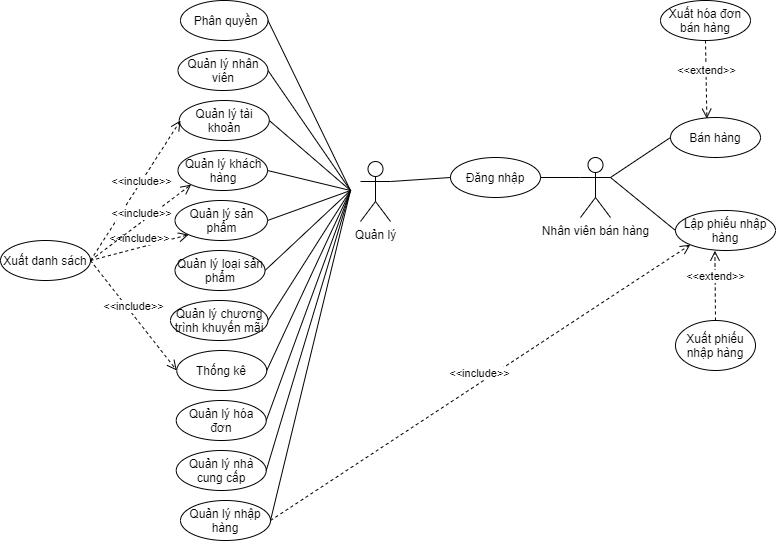 Phân quyền
Quản lý nhân
viên
Quản lý tài
khoản
Quản lý khách
hàng
Quản lý sản
phẩm
Quản lý loại sản
phẩm
Quản lý chương
trình khuyến mãi
Thống kê
Quản lý hóa
đơn
Quản lý nhà
cung cấp
Quản lý nhập
hàng
Xuất danh sách
<<include>>
<<include>>
<<include>>
<<include>>
Quản lý
Đăng nhập
Nhân viên bán hàng
Xuất hóa đơn
bán hàng
<<extend>>
Bán hàng
Lập phiếu nhập
hàng
<<extend>>
Xuất phiếu
nhập hàng
<<include>>